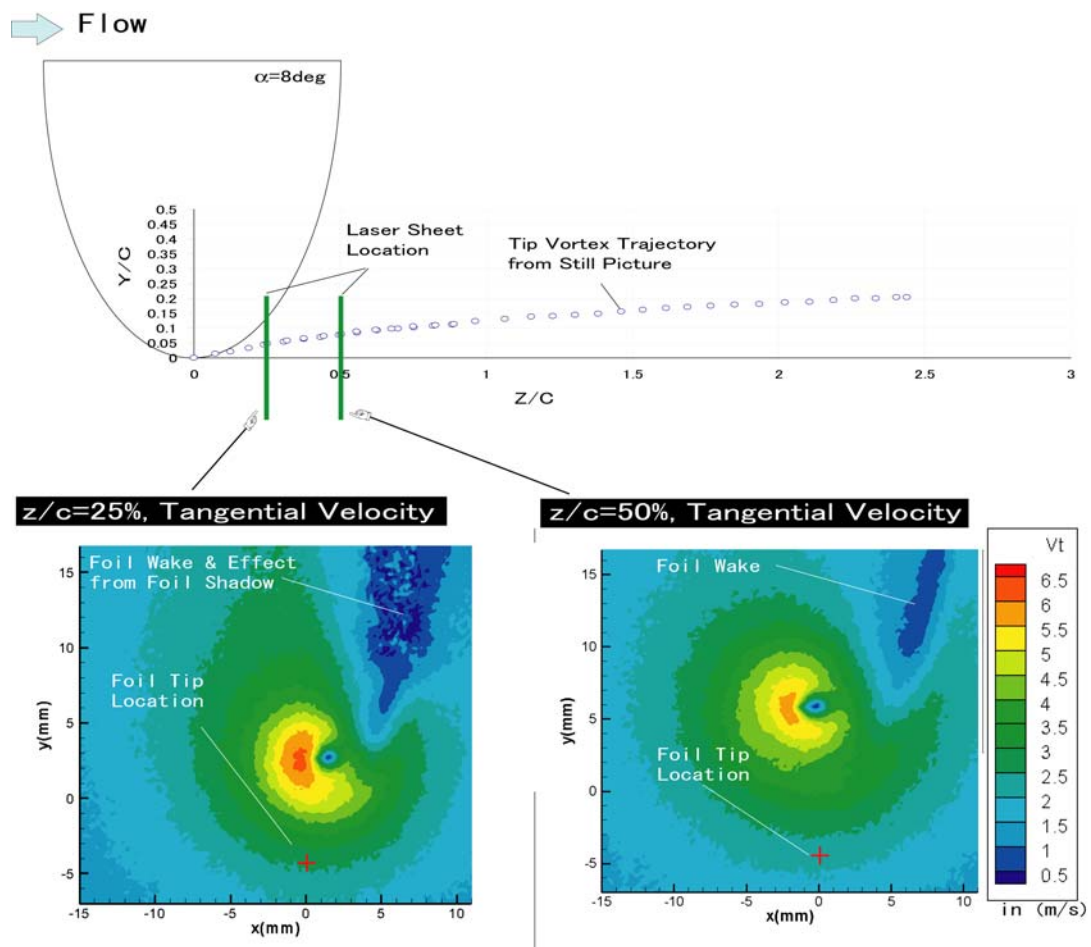 Flow
α=8deg
0.5
0.45
0.4
0.35
0.3
0.25
0.2
0.15
0.1
0.05
0
Y/C
Laser Sheet
Location
Tip Vortex Trajectory
from Still Picture
0 0.5 1 1.5 2 2.5 3
Z/C
z/c=25%, Tangential Velocity
Foil Wake & Effect
from Foil Shadow
Foil Tip
Location
15
10
5
0
-5
y(mm)
-15 -10 -5 0 5 10
x(mm)
z/c=50%, Tangential Velocity
Foil Wake
Foil Tip
Location
15
10
5
0
-5
y(mm)
-15 -10 -5 0 5 10
x(mm)
Vt
6.5
6
5.5
5
4.5
4
3.5
3
2.5
2
1.5
1
0.5
in (m/s)